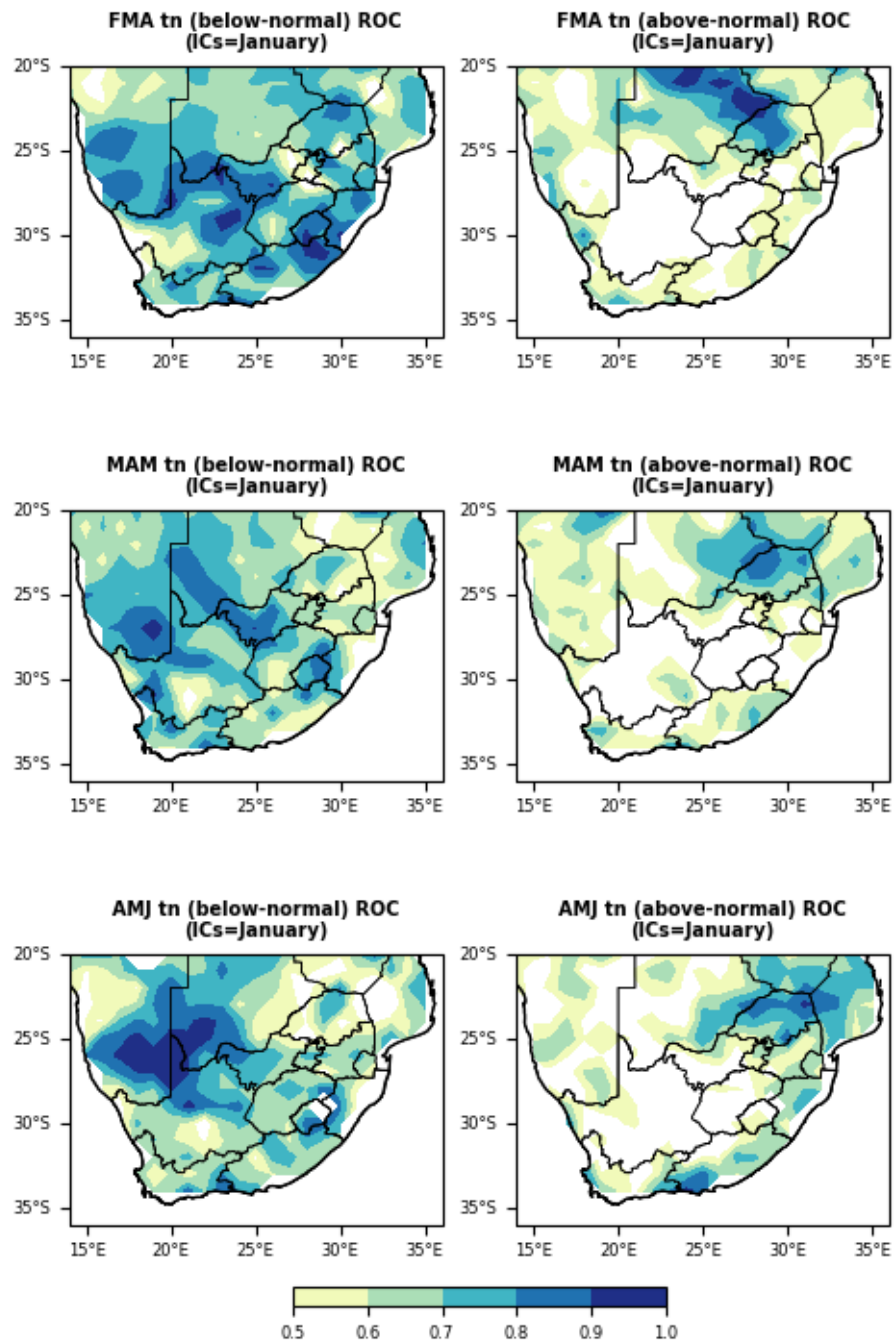 FMA tn (below-normal) ROC
(ICs=January)
FMA tn (above-normal) ROC
(ICs=January)
20°S
25°S
30°S
35°S
15°E 20°E 25°E 30°E 35°E
20°S
25°S
30°S
35°S
15°E 20°E 25°E 30°E 35°E
MAM tn (below-normal) ROC
(ICs=January)
MAM tn (above-normal) ROC
(ICs=January)
20°S
25°S
30°S
35°S
15°E 20°E 25°E 30°E 35°E
20°S
25°S
30°S
35°S
15°E 20°E 25°E 30°E 35°E
AMJ tn (below-normal) ROC
(ICs=January)
AMJ tn (above-normal) ROC
(ICs=January)
20°S
25°S
30°S
35°S
15°E 20°E 25°E 30°E 35°E
20°S
25°S
30°S
35°S
15°E 20°E 25°E 30°E 35°E
0.5 0.6 0.7 0.8 0.9 1.0